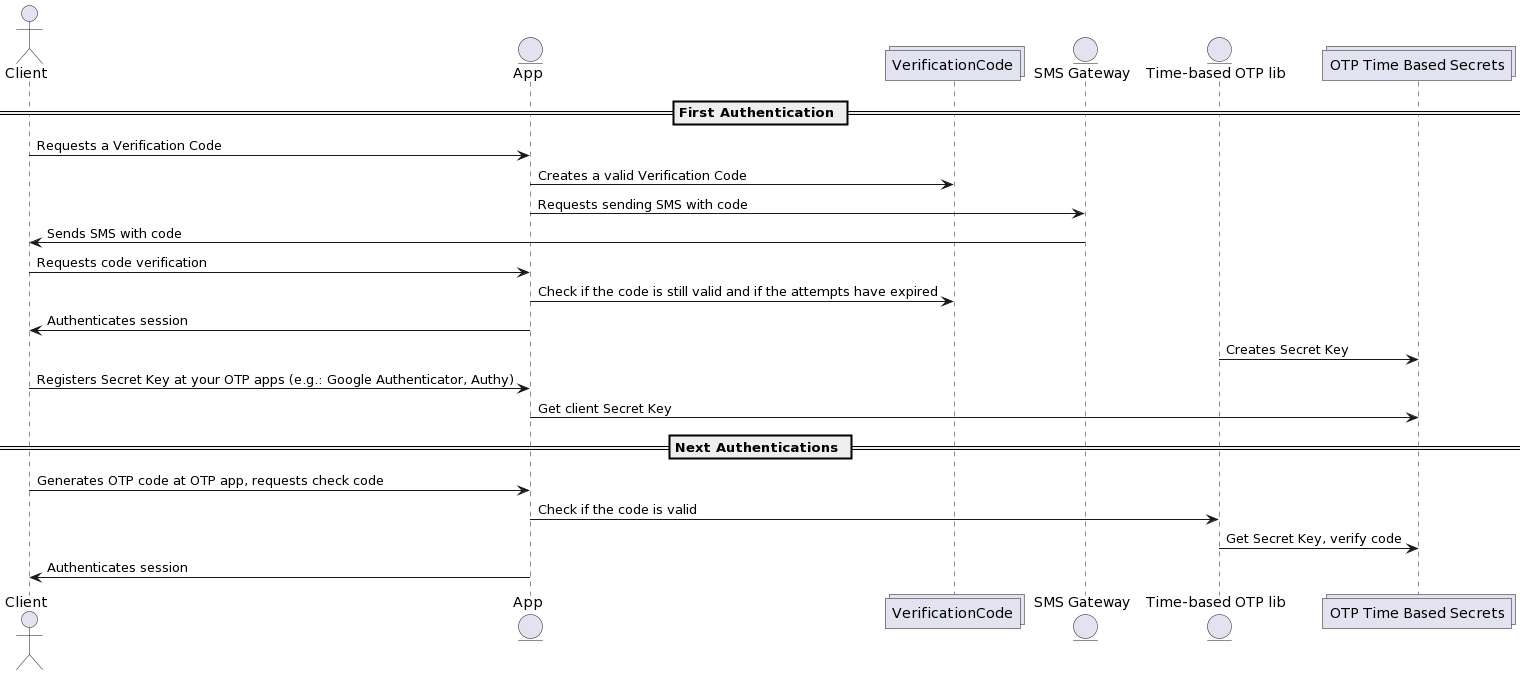 Client
App
VerificationCode
SMS Gateway
Time-based OTP lib
OTP Time Based Secrets
First Authentication
Requests a Verification Code
Creates a valid Verification Code
Requests sending SMS with code
Sends SMS with code
Requests code verification
Check if the code is still valid and if the attempts have expired
Authenticates session
Creates Secret Key
Registers Secret Key at your OTP apps (e.g.: Google Authenticator, Authy)
Get client Secret Key
Next Authentications
Generates OTP code at OTP app, requests check code
Check if the code is valid
Get Secret Key, verify code
Authenticates session
Client
App
VerificationCode
SMS Gateway
Time-based OTP lib
OTP Time Based Secrets